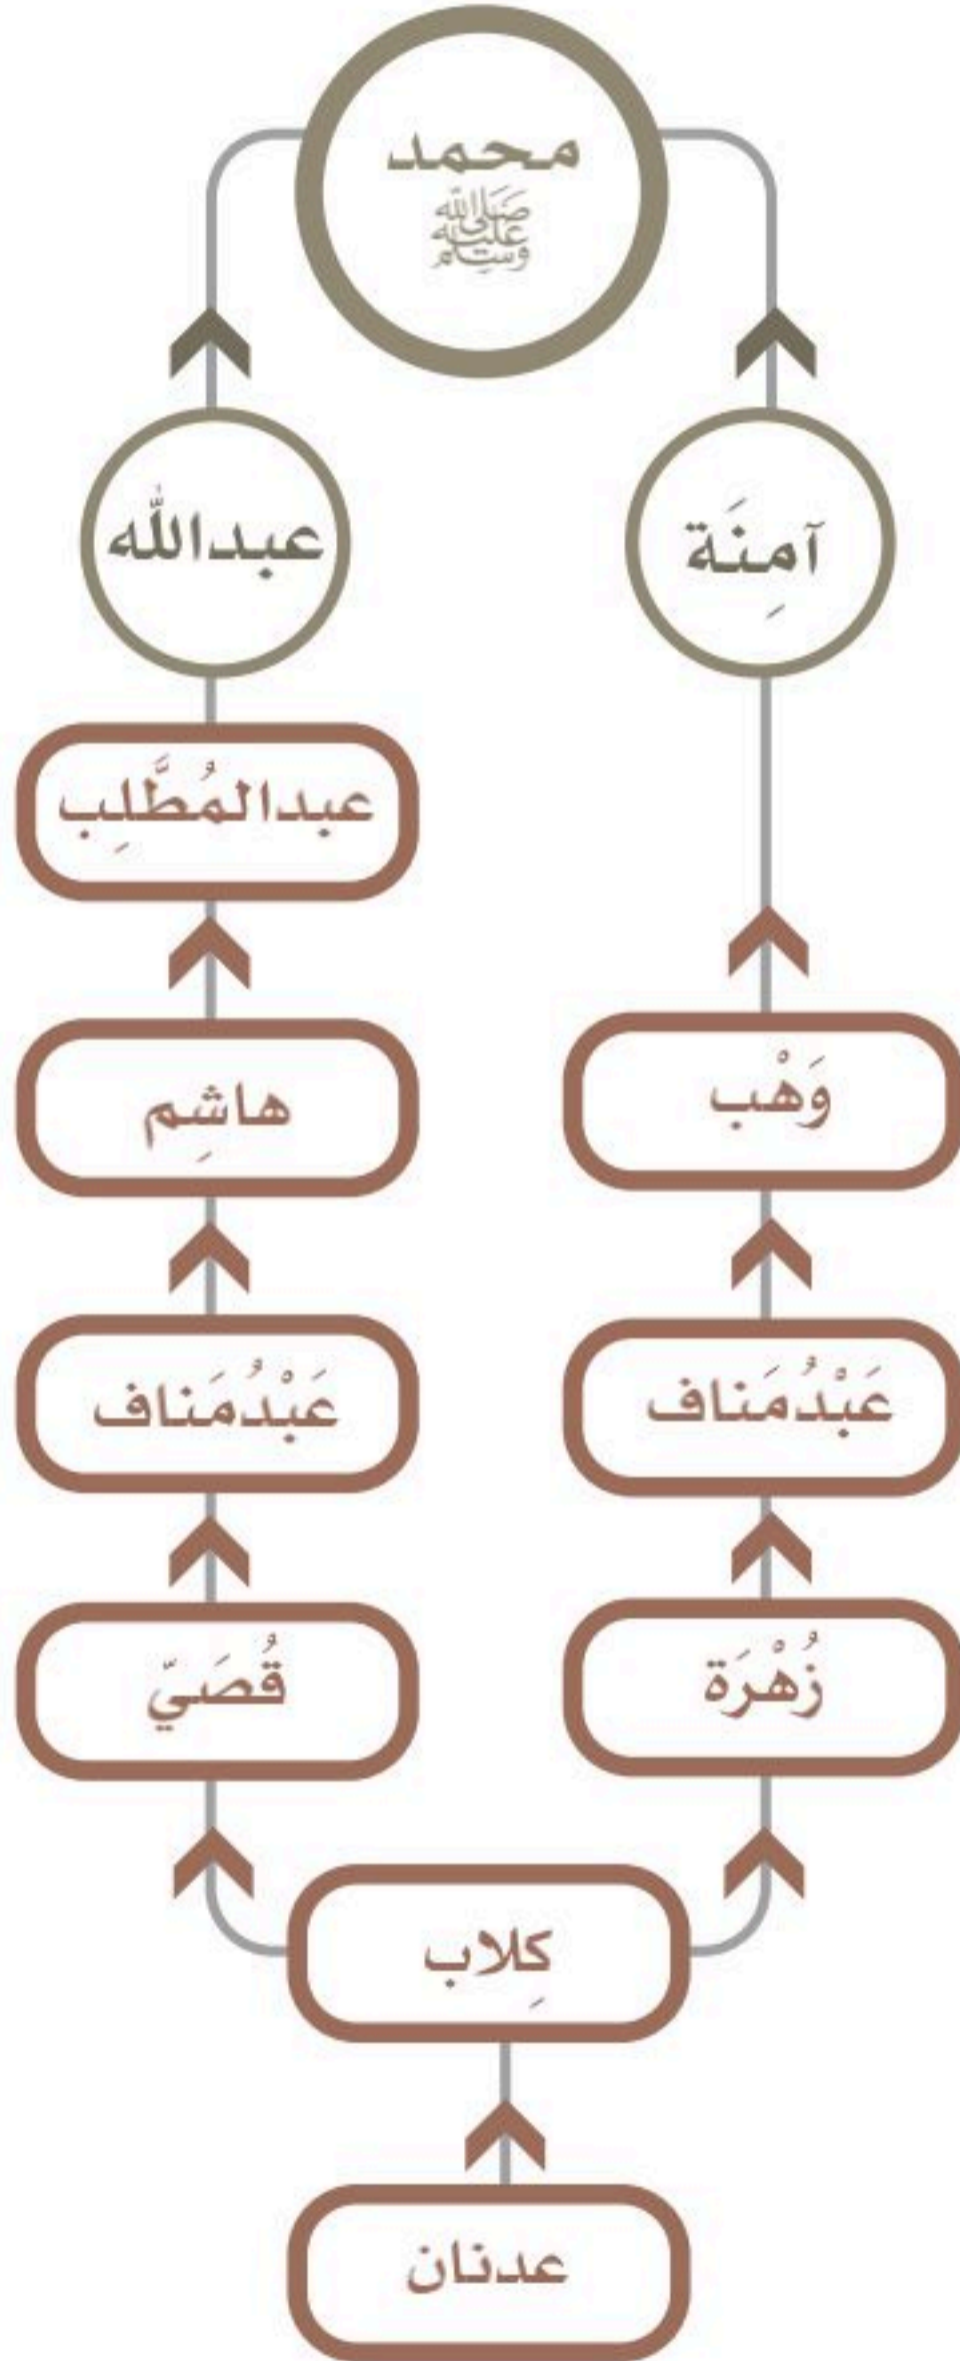 محمد
صلى الله
عليه
وسلم
آمِنَة
عبدالله
عبدالمُطَّلِب
وَهْب
هاشِم
عَبْدُمَناف
عَبْدُمَناف
زُهْرَة
قُصَيّ
كِلاب
عدنان